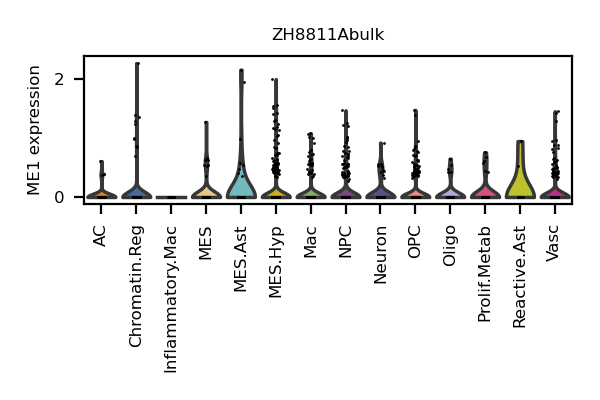 ZH8811Abulk
ME1 expression
2
0
AC
Chromatin.Reg
Inflammatory.Mac
MES
MES.Ast
MES.Hyp
Mac
NPC
Neuron
OPC
Oligo
Prolif.Metab
Reactive.Ast
Vasc